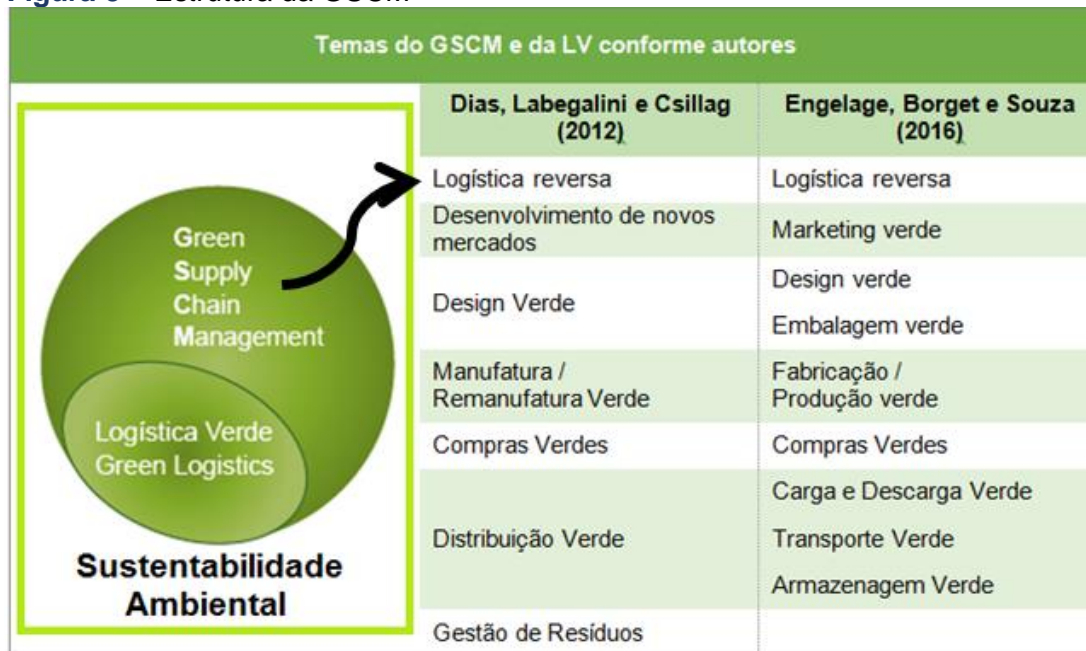 Temas do GSCM e da LV conforme autores
Dias, Labegalini e Csillag
(2012)
Engelage, Borget e Souza
(2016)
Green
Supply
Chain
Management
Logística Verde
Green Logistics
Sustentabilidade
Ambiental
Logística reversa
Logística reversa
Desenvolvimento de novos
mercados
Marketing verde
Design Verde
Design verde
Embalagem verde
Manufatura /
Remanufatura Verde
Fabricação /
Produção verde
Compras Verdes
Compras Verdes
Distribuição Verde
Carga e Descarga Verde
Transporte Verde
Armazenagem Verde
Gestão de Resíduos